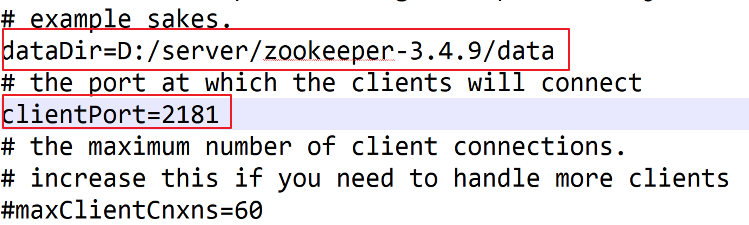 # example sakes.
dataDir=D:/server/zookeeper-3.4.9/data
# the port at which the clients will connect
clientPort=2181
# the maximum number of client connections.
# increase this if you need to handle more clients
#maxClientCnxns=60